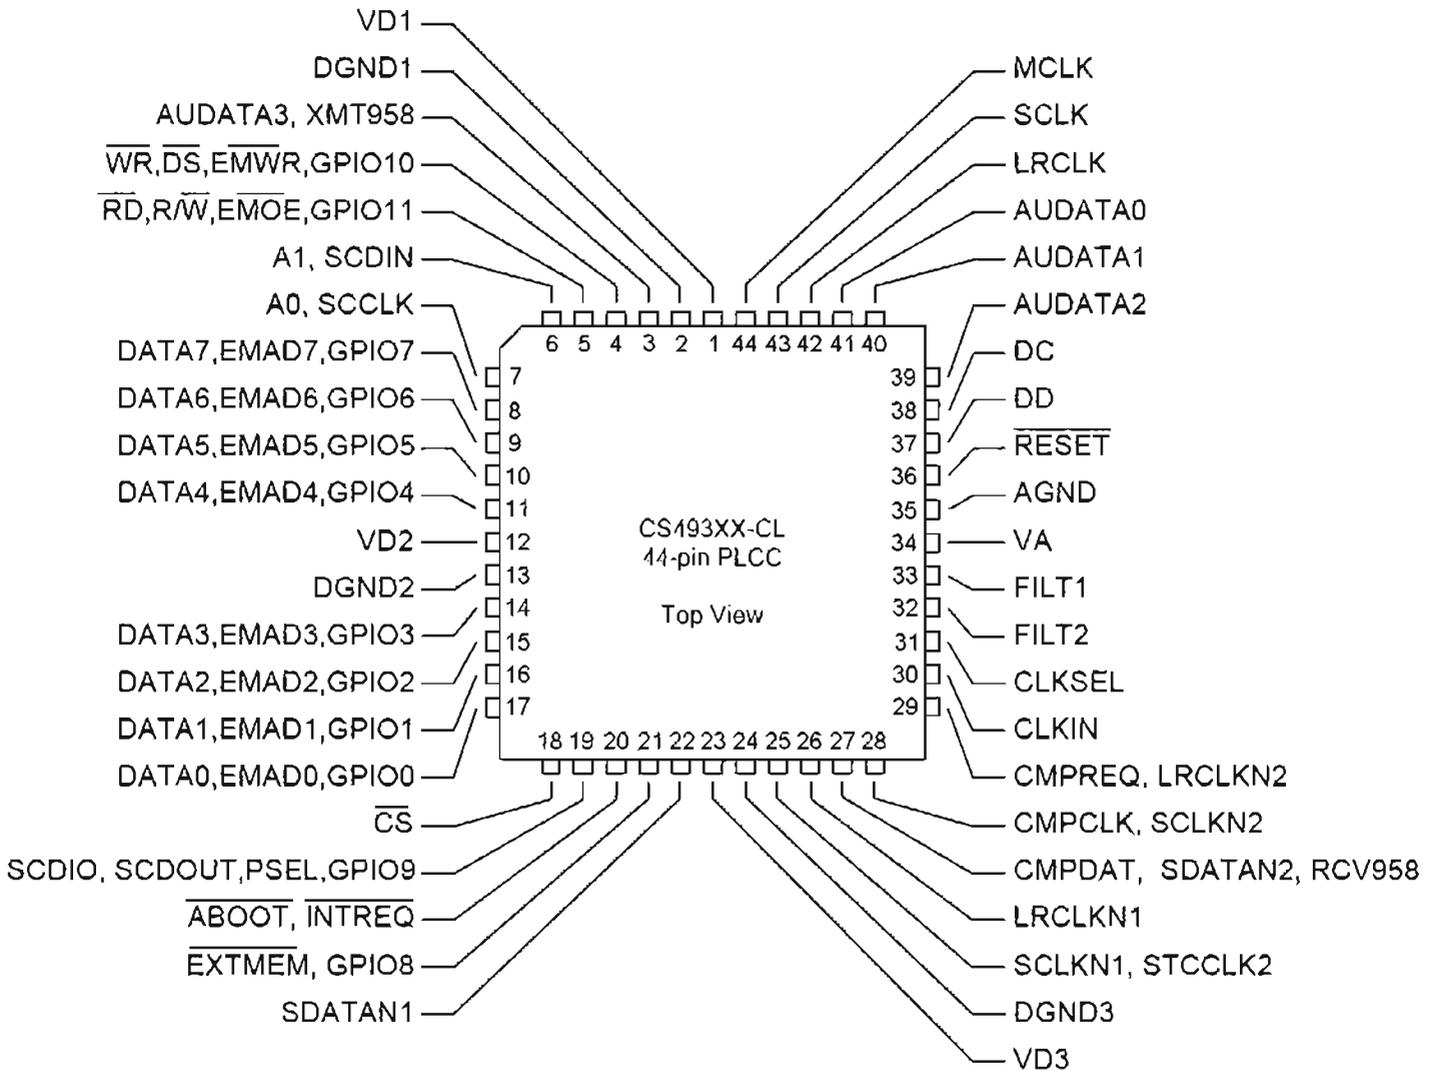 VD1
DGND1
AUDATA3, XMT958
WR,DS,EMWR,GPIO10
RD,R/W,EMOE,GPIO11
A1, SCDIN
A0, SCCLK
DATA7,EMAD7,GPIO7
DATA6,EMAD6,GPIO6
DATA5,EMAD5,GPIO5
DATA4,EMAD4,GPIO4
VD2
DGND2
DATA3,EMAD3,GPIO3
DATA2,EMAD2,GPIO2
DATA1,EMAD1,GPIO1
DATA0,EMAD0,GPIO0
CS
SCDIO, SCDOUT,PSEL,GPIO9
ABOOT, INTREQ
EXTMEM, GPIO8
SDATAN1
6 5 4 3 2 1 44 43 42 41 40
7
8
9
10
11
12
13
14
15
16
17
CS493XX-CL
44-pin PLCC
Top View
39
38
37
36
35
34
33
32
31
30
29
18 19 20 21 22 23 24 25 26 27 28
MCLK
SCLK
LRCLK
AUDATA0
AUDATA1
AUDATA2
DC
DD
RESET
AGND
VA
FILT1
FILT2
CLKSEL
CLKIN
CMPREQ, LRCLKN2
CMPCLK, SCLKN2
CMPDAT, SDATAN2, RCV958
LRCLKN1
SCLKN1, STCCLK2
DGND3
VD3